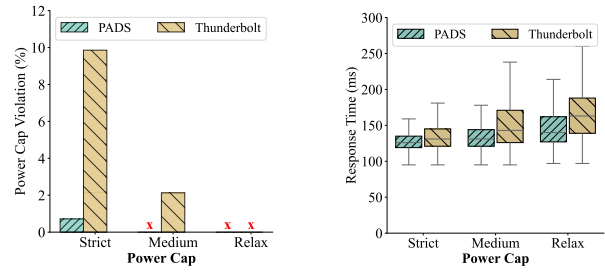 12
10
8
6
4
2
0
Power Cap Violation (%)
PADS
Thunderbolt
x
x
x
Strict
Medium
Relax
Power Cap
300
250
200
150
100
50
0
Response Time (ms)
PADS
Thunderbolt
Strict
Medium
Relax
Power Cap